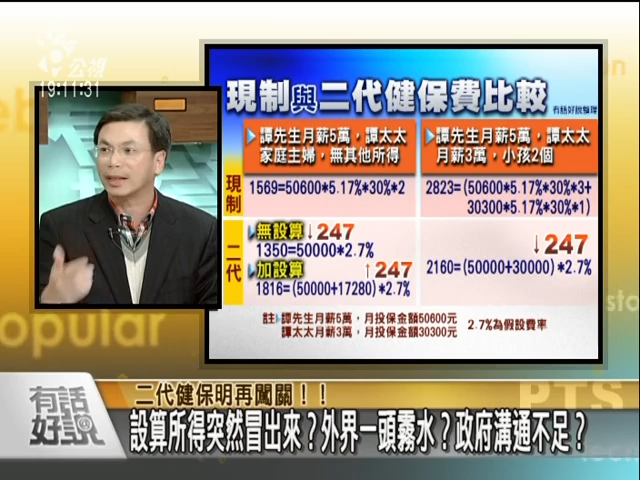 公視
19:11:31
現制與二代健保費比較
有話好說整理
譚先生月薪5萬，譚太太家庭主婦，無其他所得
譚先生月薪5萬，譚太太月薪3萬，小孩2個
現制
1569=50600*5.17%*30%*2
2823=(50600*5.17%*30%*3+
30300*5.17%*30%*1)
二代
無設算↓247
1350=50000*2.7%
加設算 ↑247
1816=(50000+17280)*2.7%
↓247
2160=(50000+30000)*2.7%
註 譚先生月薪5萬，月投保金額50600元
譚太太月薪3萬，月投保金額30300元
2.7%為假設費率
opular
PTS
有話好說
二代健保明再闖關！！
設算所得突然冒出來？外界一頭霧水？政府溝通不足？